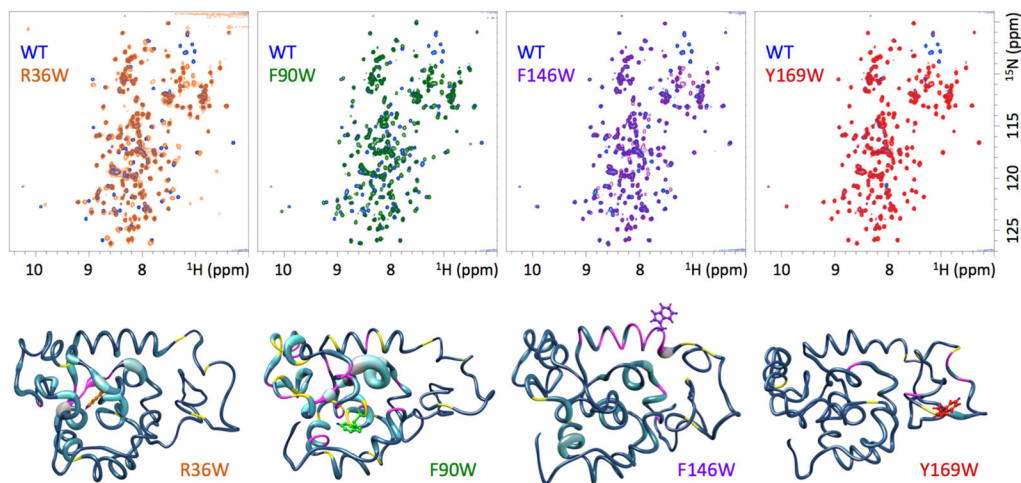 WT
R36W
WT
F90W
WT
F146W
WT
Y169W
¹⁵N (ppm)
115
120
125
10 9 8 ¹H (ppm)
10 9 8 ¹H (ppm)
10 9 8 ¹H (ppm)
10 9 8 ¹H (ppm)
R36W
F90W
F146W
Y169W